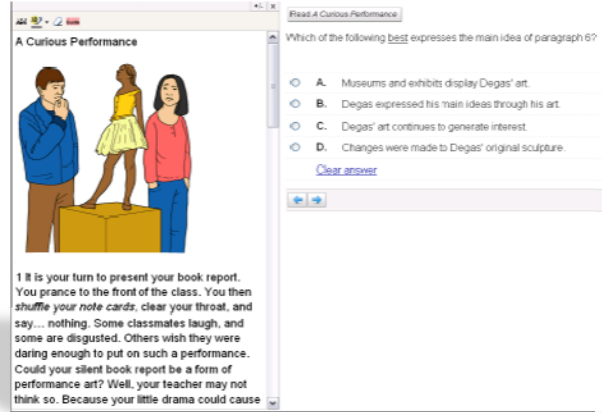 A Curious Performance
1 It is your turn to present your book report.
You prance to the front of the class. You then
shuffle your note cards, clear your throat, and
say... nothing. Some classmates laugh, and
some are disgusted. Others wish they were
daring enough to put on such a performance.
Could your silent book report be a form of
performance art? Well, your teacher may not
think so. Because your little drama could cause
Read A Curious Performance
Which of the following best expresses the main idea of paragraph 6?
A. Museums and exhibits display Degas' art.
B. Degas expressed his main ideas through his art.
C. Degas' art continues to generate interest.
D. Changes were made to Degas' original sculpture.
Clear answer